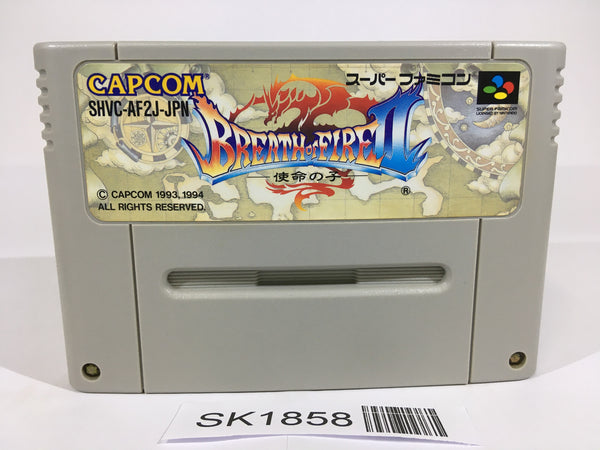 CAPCOM®
SHVC-AF2J-JPN
スーパーファミコン
SUPER FAMICOM
LICENSED BY NINTENDO
BREATH OF FIRE II
使命の子
®
© CAPCOM 1993, 1994
ALL RIGHTS RESERVED.
SK1858